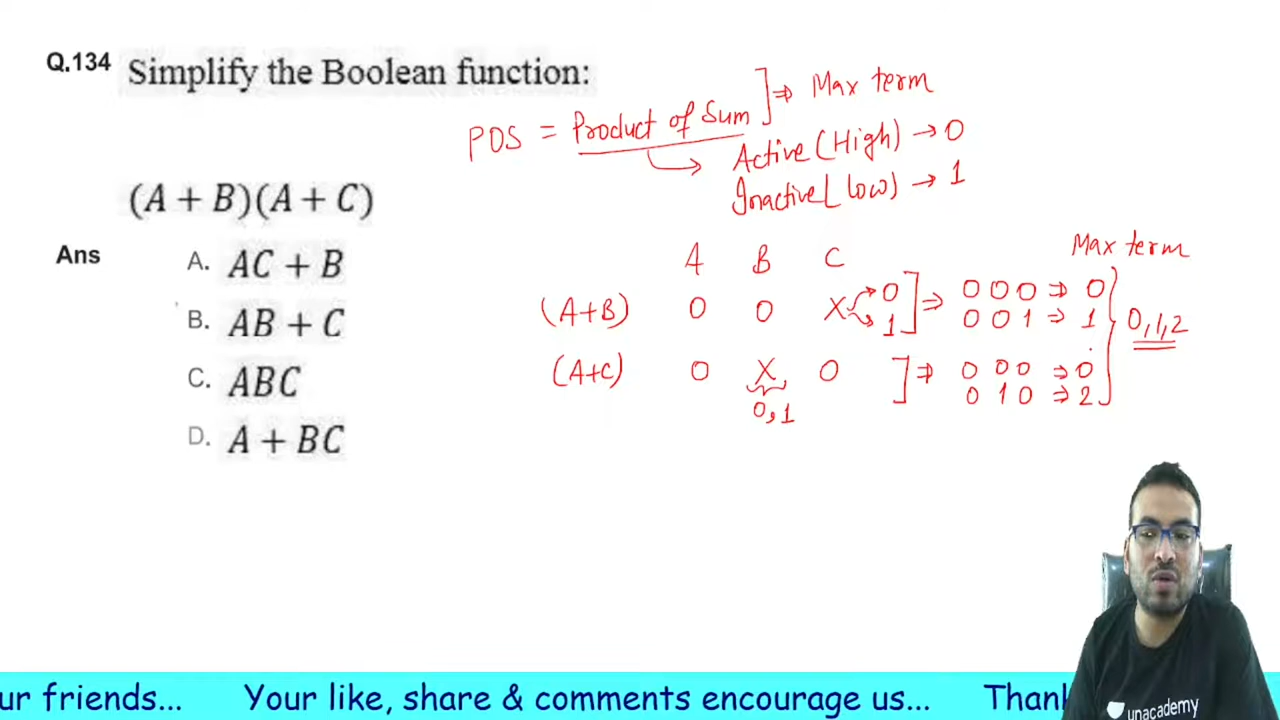 Q.134 Simplify the Boolean function:
POS = Product of Sum ] ⇒ Max term
Active (High) → 0
Inactive( low) → 1
(A + B)(A + C)
Ans
A. AC + B
B. AB + C
C. ABC
D. A + BC
A B C Max term
(A+B) 0 0 X 0 ] ⇒ 0 0 0 ⇒ 0
1 0 0 1 ⇒ 1
0,1,2
(A+C) 0 X 0 ] ⇒ 0 0 0 ⇒ 0
0,1 0 1 0 ⇒ 2
ur friends... Your like, share & comments encourage us... Thank
unacademy